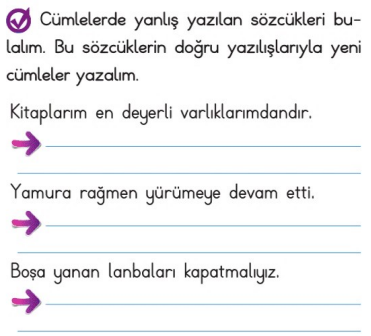 Cümlelerde yanlış yazılan sözcükleri bu-
lalım. Bu sözcüklerin doğru yazılışlarıyla yeni
cümleler yazalım.
Kitaplarım en deyerli varlıklarımdandır.
Yamura rağmen yürümeye devam etti.
Boşa yanan lanbaları kapatmalıyız.